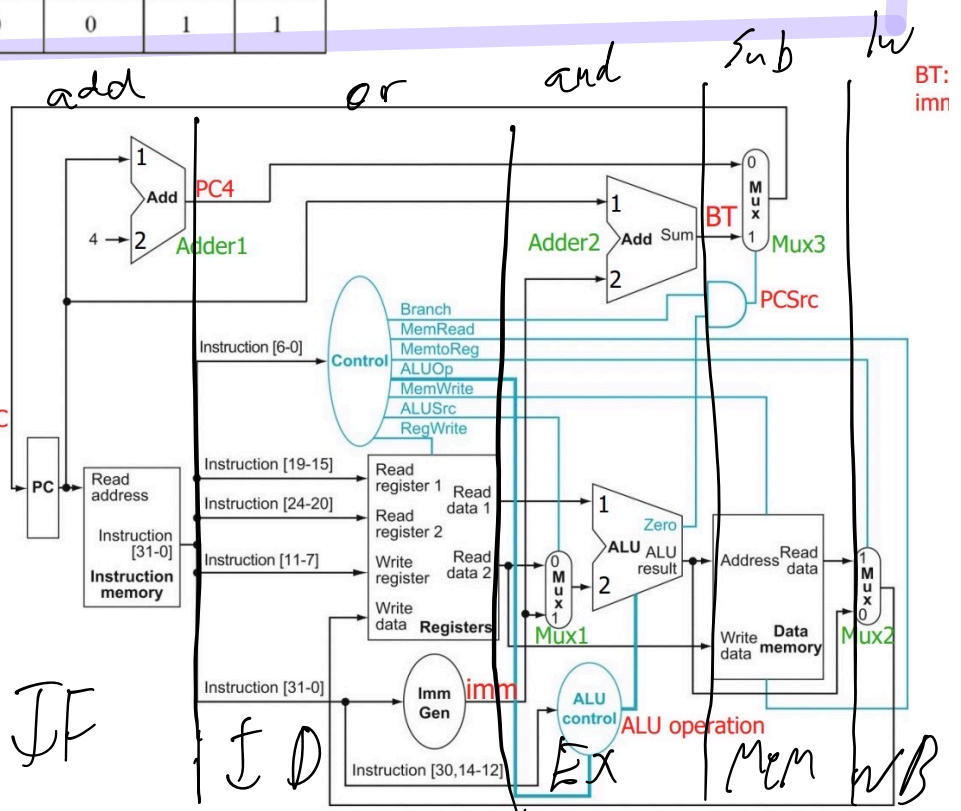 0 1 1
add or and Sub lw
BT:
imm
1
Add
PC4
4
2
Adder1
1
Add Sum
2
Adder2
BT
0
M
u
x
1
Mux3
PCSrc
Branch
MemRead
MemtoReg
ALUOp
MemWrite
ALUSrc
RegWrite
Control
Instruction [6-0]
C
PC
Read
address
Instruction
[31-0]
Instruction
memory
Instruction [19-15]
Instruction [24-20]
Instruction [11-7]
Read
register 1
Read
data 1
Read
register 2
Write
register
Read
data 2
Write
data
Registers
0
M
u
x
1
Mux1
1
Zero
ALU ALU
result
2
Address Read
data
Write
data
Data
memory
1
M
u
x
0
Mux2
Instruction [31-0]
Imm
Gen
imm
ALU
control
ALU operation
Instruction [30,14-12]
IF ID EX MEM WB